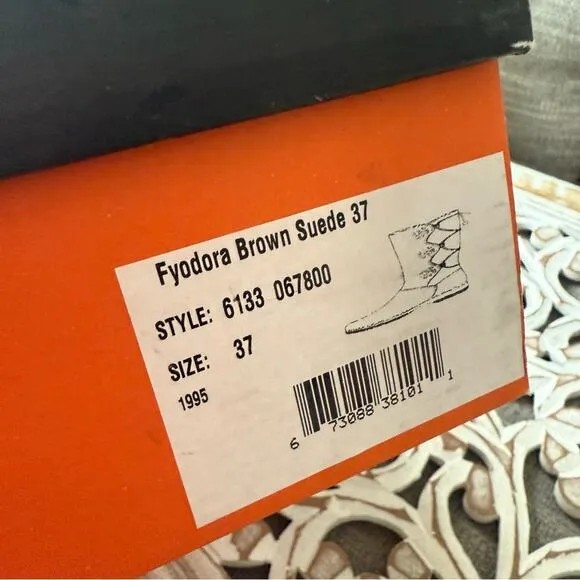 Fyodora Brown Suede 37
STYLE: 6133 067800
SIZE: 37
1995
6 73088 38101 1